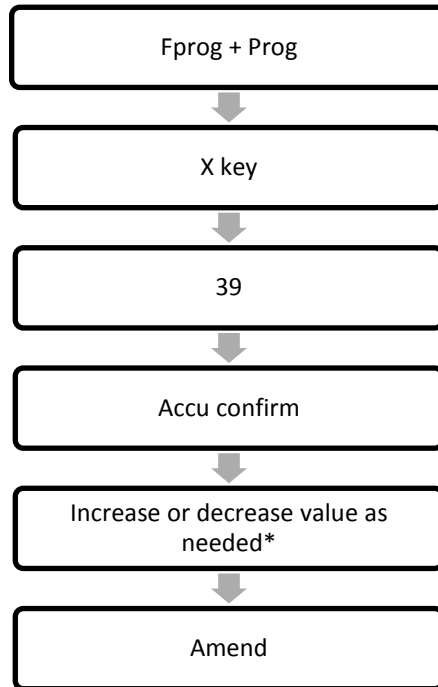 Fprog + Prog
X key
39
Accu confirm
Increase or decrease value as
needed*
Amend